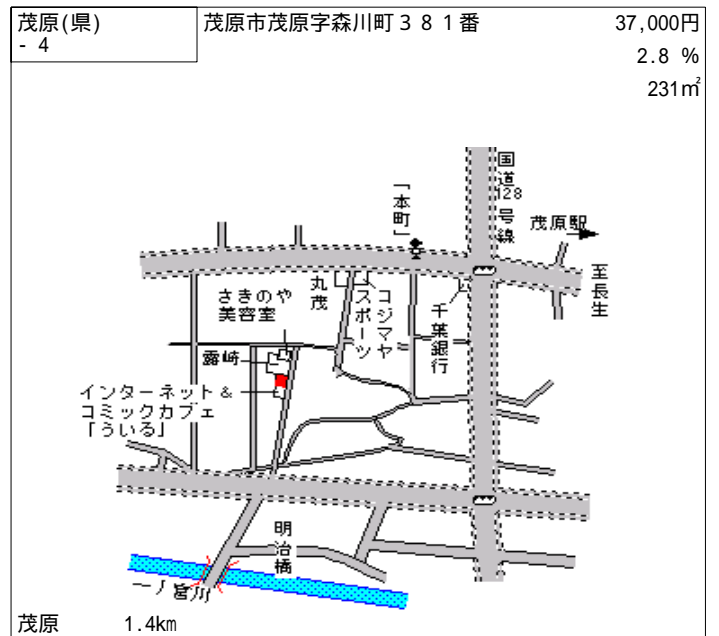 茂原(県)
- 4
茂原市茂原字森川町３８１番
37,000円
2.8 %
231㎡
国道128号線
「本町」
茂原駅
至長生
丸茂
コジマヤスポーツ
千葉銀行
さきのや
美容室
露崎
インターネット＆
コミックカフェ
「うぃる」
明治橋
一ノ宮川
茂原 1.4km